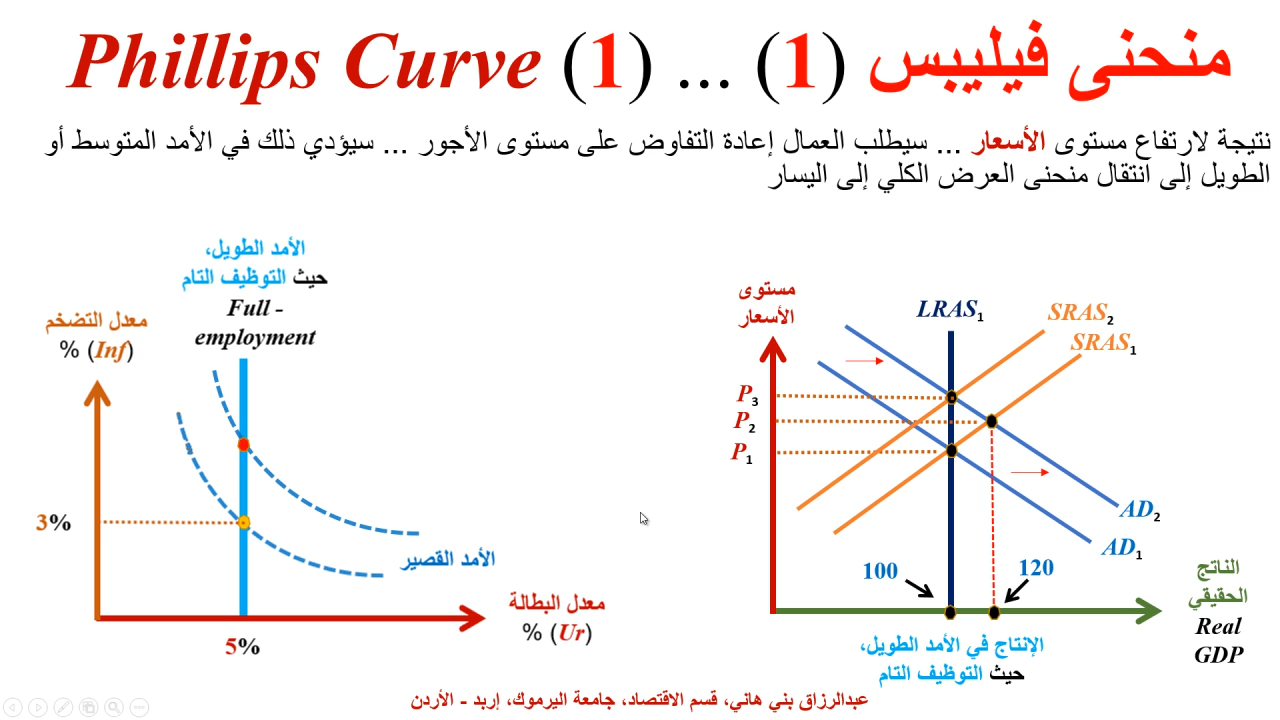 منحنى فيليبس (1) ... Phillips Curve (1)
نتيجة لارتفاع مستوى الأسعار ... سيطلب العمال إعادة التفاوض على مستوى الأجور ... سيؤدي ذلك في الأمد المتوسط أو
الطويل إلى انتقال منحنى العرض الكلي إلى اليسار
الأمد الطويل،
حيث التوظيف التام
Full -
employment
معدل التضخم
% (Inf)
3%
الأمد القصير
معدل البطالة
% (Ur)
5%
مستوى
الأسعار
LRAS1
SRAS2
SRAS1
P3
P2
P1
AD2
AD1
100
120
الناتج
الحقيقي
Real
GDP
الإنتاج في الأمد الطويل،
حيث التوظيف التام
عبدالرزاق بني هاني، قسم الاقتصاد، جامعة اليرموك، إربد - الأردن